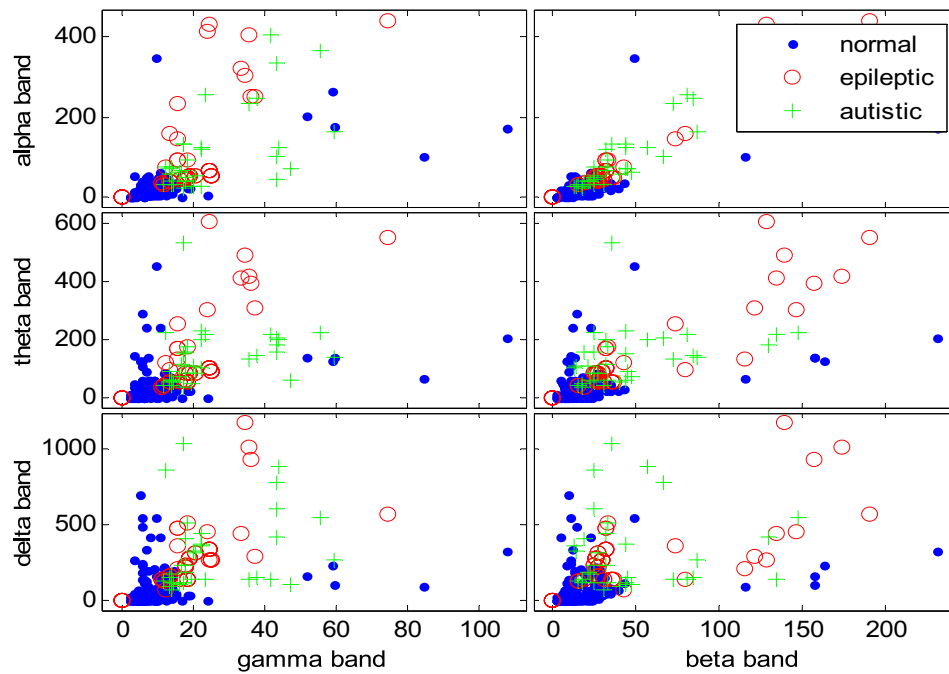 400
200
0
alpha band
normal
epileptic
autistic
600
400
200
0
theta band
1000
500
0
delta band
0 20 40 60 80 100
0 50 100 150 200
gamma band
beta band